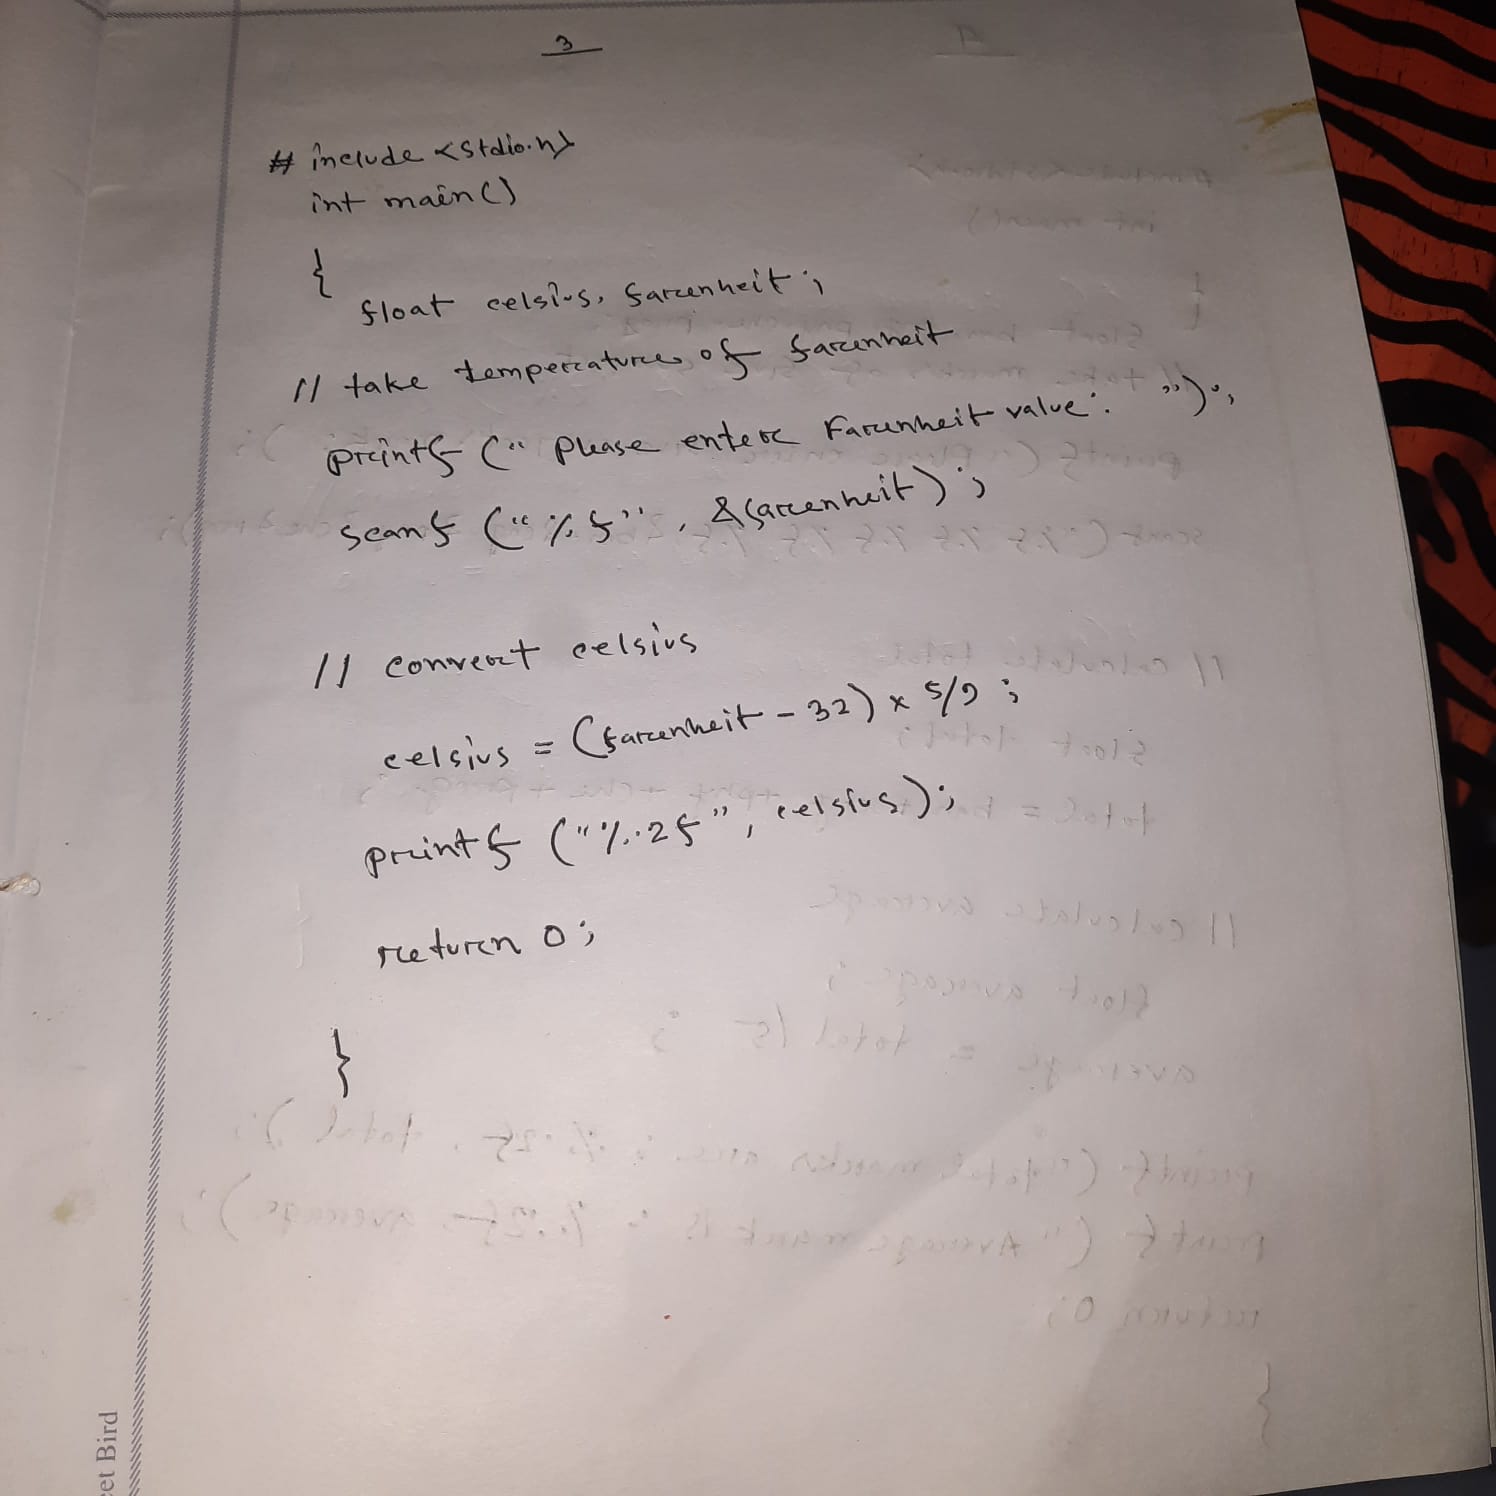 3
# include <stdio.h>
int main()
{
float celsius, farenheit;
// take temperatures of farenheit
printf (" please enter Farenheit value: ");
scanf ("%f", &farenheit);
// convert celsius
celsius = (farenheit - 32) x 5/9 ;
printf ("%.2f", celsius);
return 0;
}
eet Bird